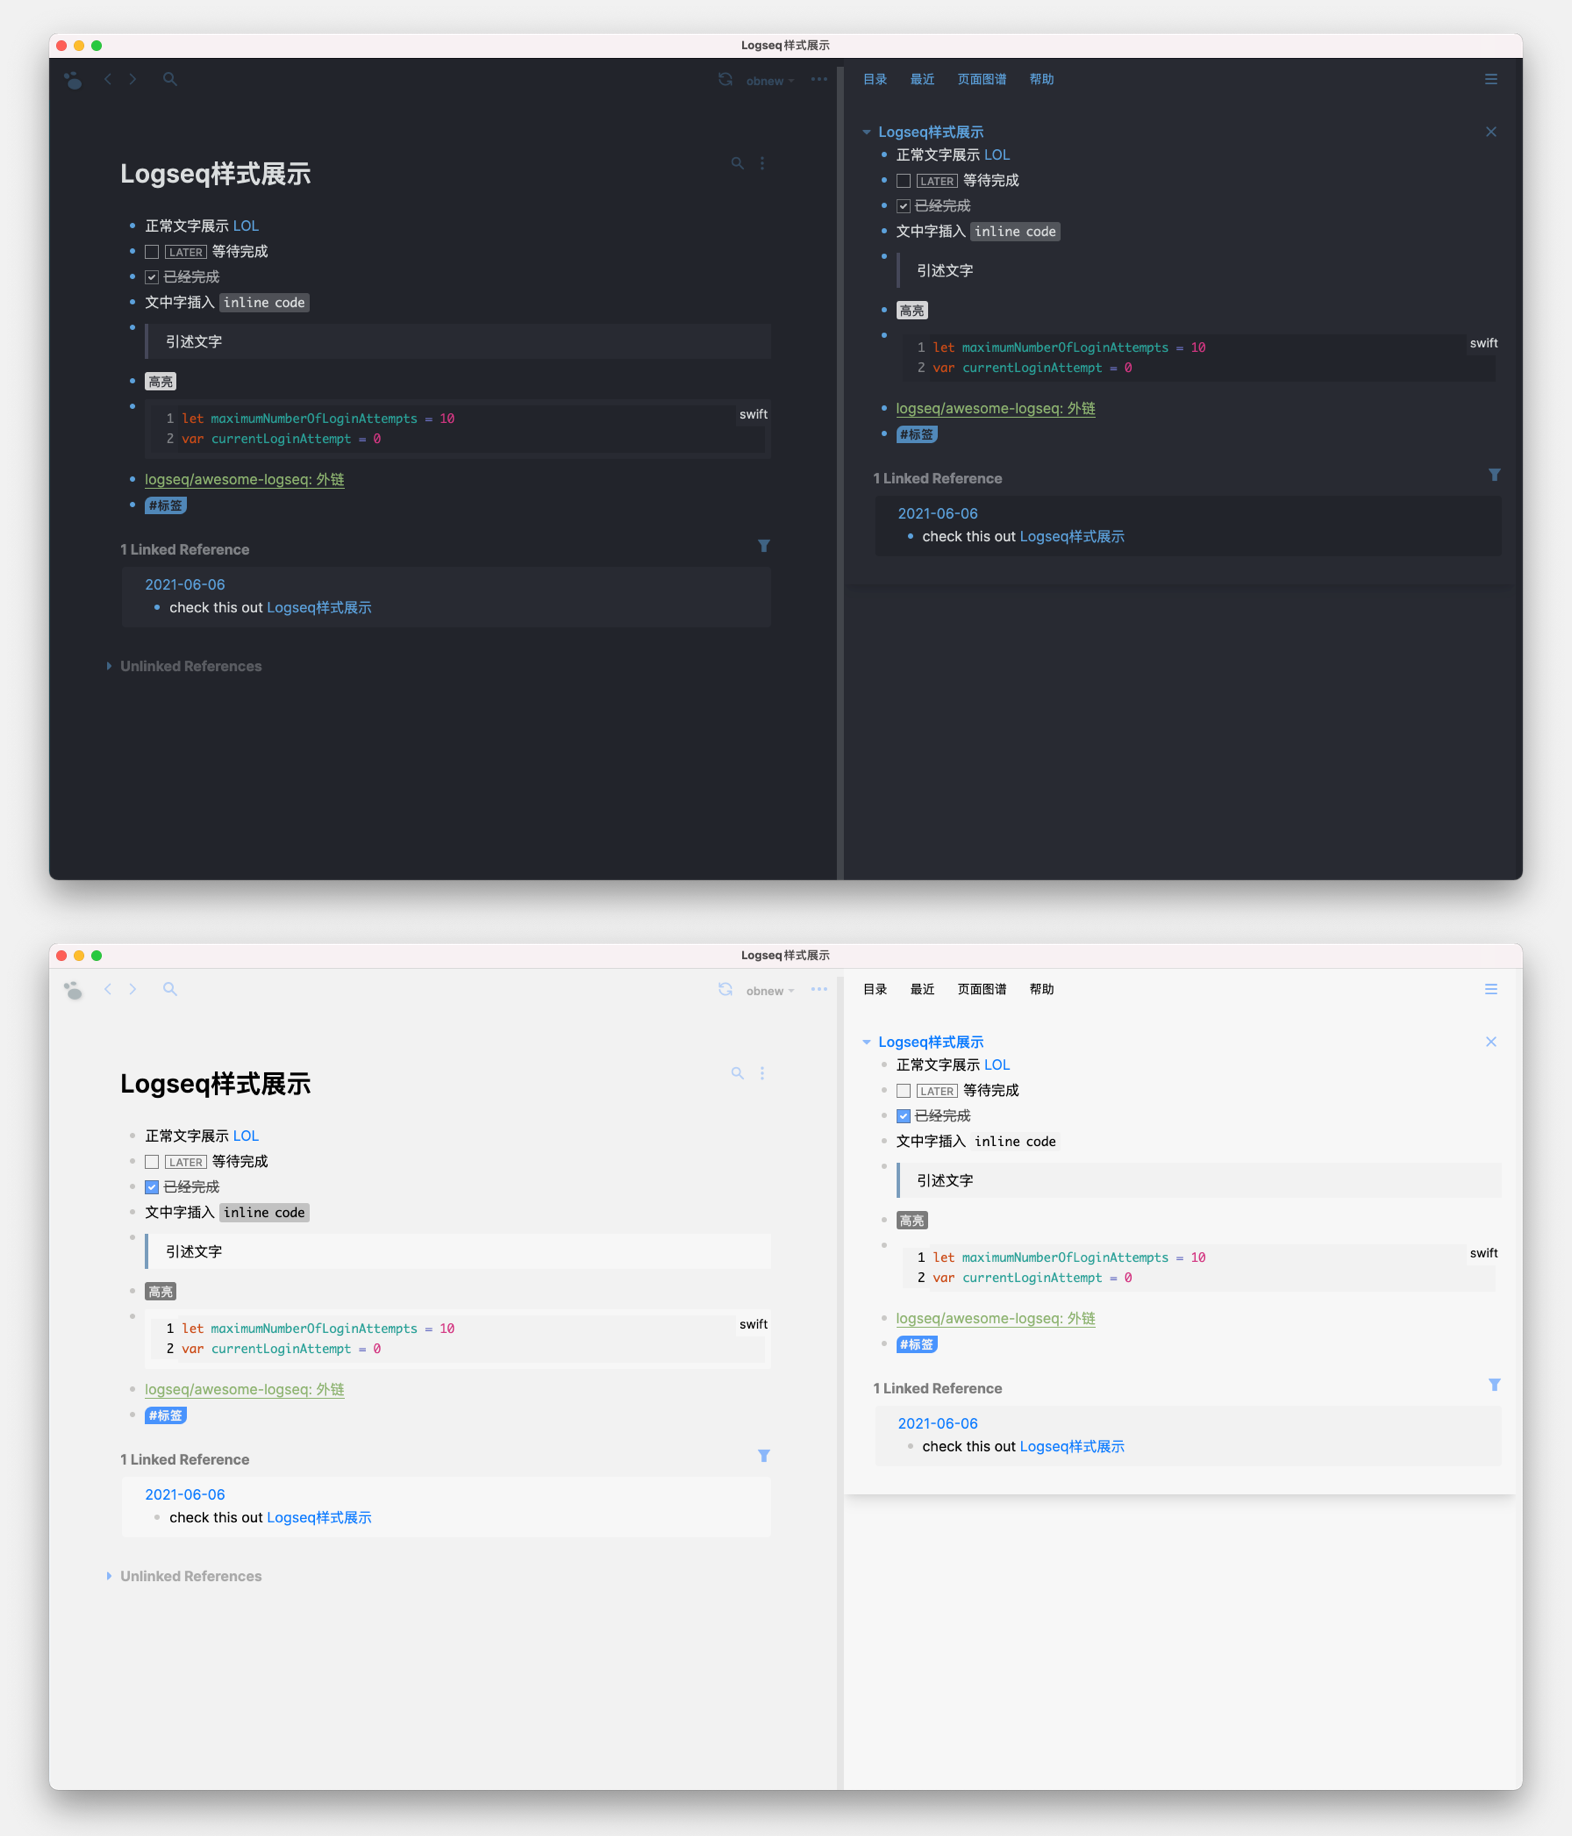 Logseq样式展示
obnew
Logseq样式展示
正常文字展示 LOL
LATER 等待完成
已经完成
文中字插入 inline code
引述文字
高亮
swift
1 let maximumNumberOfLoginAttempts = 10
2 var currentLoginAttempt = 0
logseq/awesome-logseq: 外链
#标签
1 Linked Reference
2021-06-06
check this out Logseq样式展示
Unlinked References
目录 最近 页面图谱 帮助
Logseq样式展示
正常文字展示 LOL
LATER 等待完成
已经完成
文中字插入 inline code
引述文字
高亮
swift
1 let maximumNumberOfLoginAttempts = 10
2 var currentLoginAttempt = 0
logseq/awesome-logseq: 外链
#标签
1 Linked Reference
2021-06-06
check this out Logseq样式展示
Logseq样式展示
obnew
Logseq样式展示
正常文字展示 LOL
LATER 等待完成
已经完成
文中字插入 inline code
引述文字
高亮
swift
1 let maximumNumberOfLoginAttempts = 10
2 var currentLoginAttempt = 0
logseq/awesome-logseq: 外链
#标签
1 Linked Reference
2021-06-06
check this out Logseq样式展示
Unlinked References
目录 最近 页面图谱 帮助
Logseq样式展示
正常文字展示 LOL
LATER 等待完成
已经完成
文中字插入 inline code
引述文字
高亮
swift
1 let maximumNumberOfLoginAttempts = 10
2 var currentLoginAttempt = 0
logseq/awesome-logseq: 外链
#标签
1 Linked Reference
2021-06-06
check this out Logseq样式展示